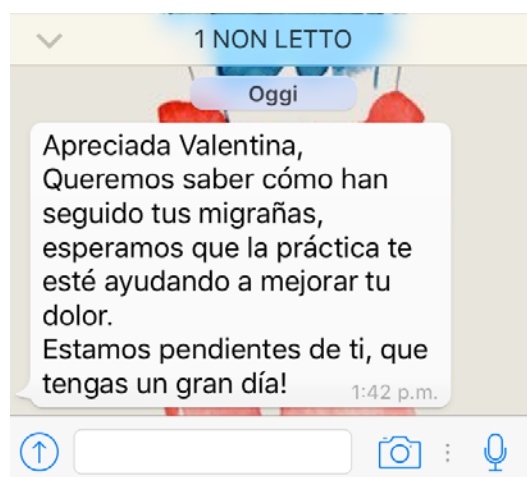 1 NON LETTO
Oggi
Apreciada Valentina,
Queremos saber cómo han
seguido tus migrañas,
esperamos que la práctica te
esté ayudando a mejorar tu
dolor.
Estamos pendientes de ti, que
tengas un gran día!
1:42 p.m.